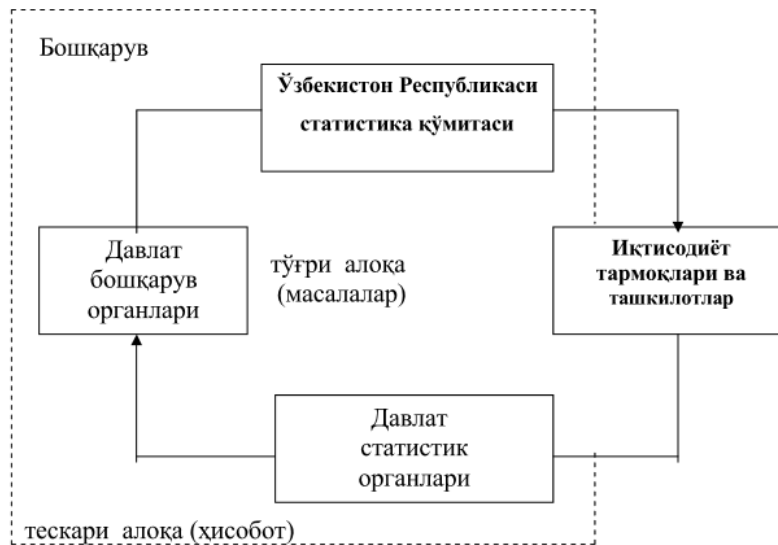 Бошқарув
Ўзбекистон Республикаси
статистика қўмитаси
Давлат
бошқарув
органлари
тўғри алоқа
(масалалар)
Иқтисодиёт
тармоқлари ва
ташкилотлар
Давлат
статистик
органлари
тескари алоқа (ҳисобот)